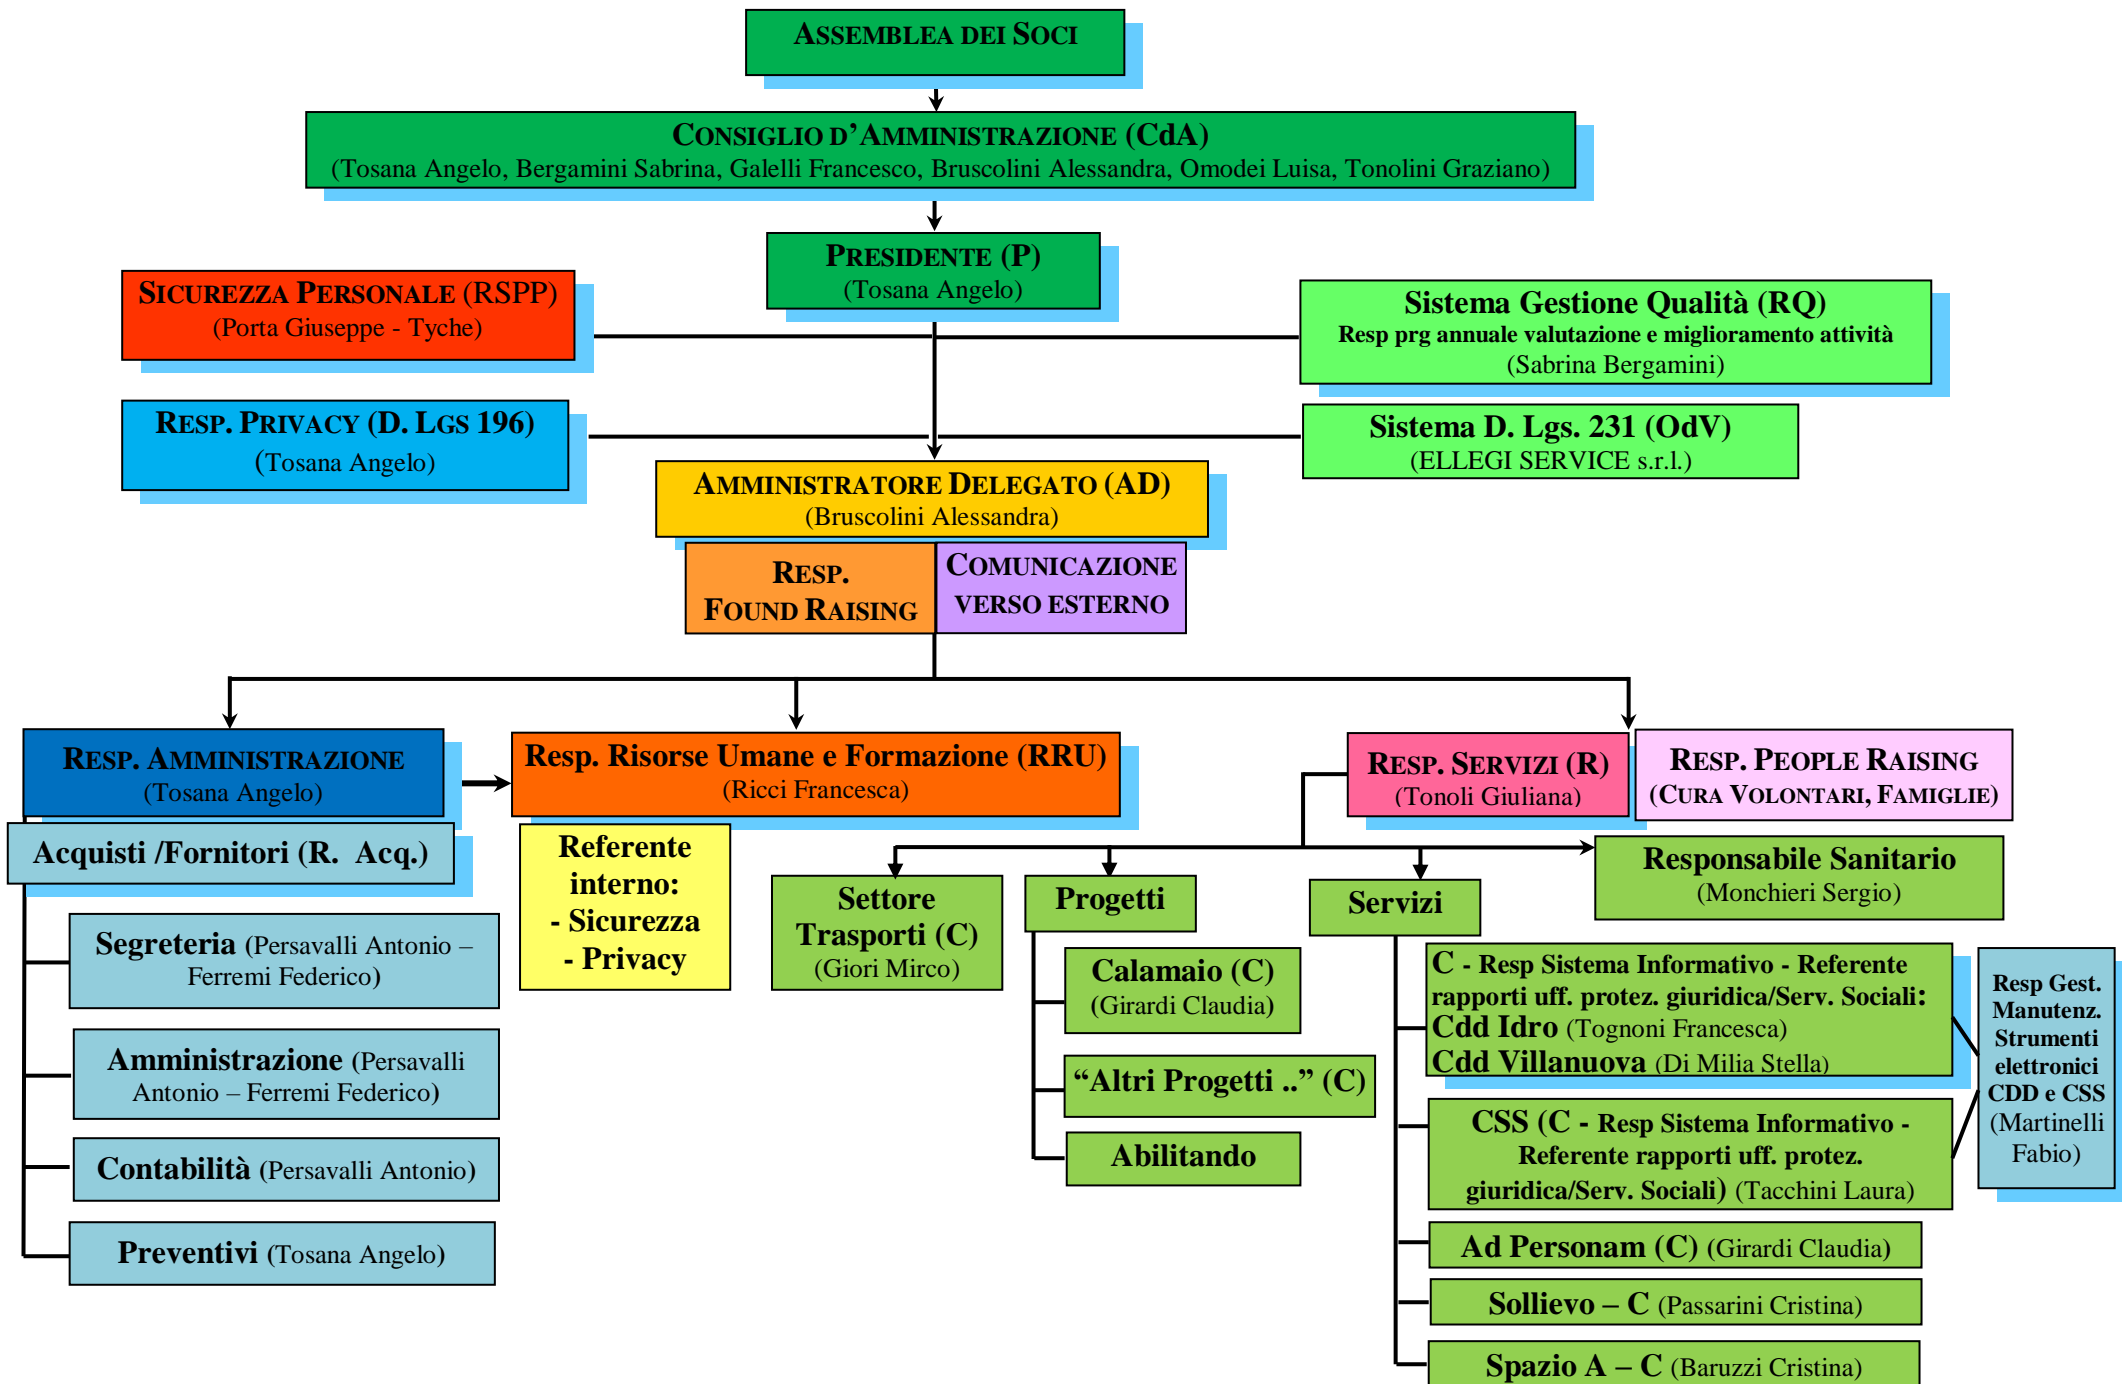 ASSEMBLEA DEI SOCI
CONSIGLIO D'AMMINISTRAZIONE (CdA)
(Tosana Angelo, Bergamini Sabrina, Galelli Francesco, Bruscolini Alessandra, Omodei Luisa, Tonolini Graziano)
PRESIDENTE (P)
(Tosana Angelo)
SICUREZZA PERSONALE (RSPP)
(Porta Giuseppe - Tyche)
Sistema Gestione Qualità (RQ)
Resp prg annuale valutazione e miglioramento attività
(Sabrina Bergamini)
RESP. PRIVACY (D. LGS 196)
(Tosana Angelo)
Sistema D. Lgs. 231 (OdV)
(ELLEGI SERVICE s.r.l.)
AMMINISTRATORE DELEGATO (AD)
(Bruscolini Alessandra)
RESP.
FOUND RAISING
COMUNICAZIONE
VERSO ESTERNO
RESP. AMMINISTRAZIONE
(Tosana Angelo)
Resp. Risorse Umane e Formazione (RRU)
(Ricci Francesca)
RESP. SERVIZI (R)
(Tonoli Giuliana)
RESP. PEOPLE RAISING
(CURA VOLONTARI, FAMIGLIE)
Acquisti /Fornitori (R. Acq.)
Referente
interno:
- Sicurezza
- Privacy
Responsabile Sanitario
(Monchieri Sergio)
Settore
Trasporti (C)
(Giori Mirco)
Progetti
Servizi
Segreteria (Persavalli Antonio –
Ferremi Federico)
Amministrazione (Persavalli
Antonio – Ferremi Federico)
Contabilità (Persavalli Antonio)
Preventivi (Tosana Angelo)
Calamaio (C)
(Girardi Claudia)
“Altri Progetti ..” (C)
Abilitando
C - Resp Sistema Informativo - Referente
rapporti uff. protez. giuridica/Serv. Sociali:
Cdd Idro (Tognoni Francesca)
Cdd Villanuova (Di Milia Stella)
CSS (C - Resp Sistema Informativo -
Referente rapporti uff. protez.
giuridica/Serv. Sociali) (Tacchini Laura)
Ad Personam (C) (Girardi Claudia)
Sollievo – C (Passarini Cristina)
Spazio A – C (Baruzzi Cristina)
Resp Gest.
Manutenz.
Strumenti
elettronici
CDD e CSS
(Martinelli
Fabio)